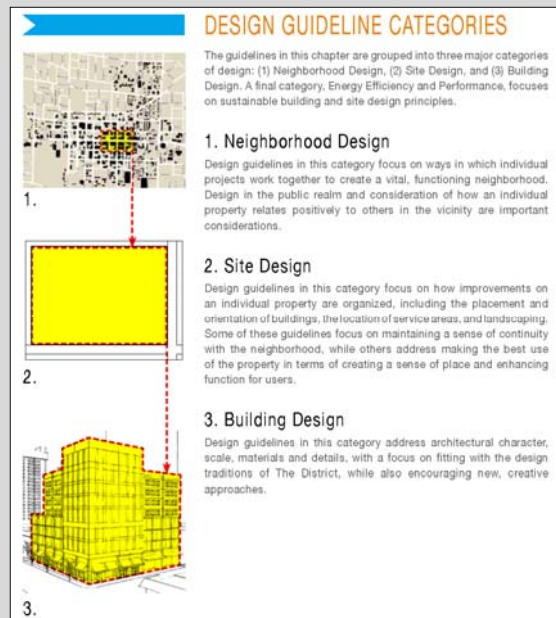 DESIGN GUIDELINE CATEGORIES
The guidelines in this chapter are grouped into three major categories
of design: (1) Neighborhood Design, (2) Site Design, and (3) Building
Design. A final category, Energy Efficiency and Performance, focuses
on sustainable building and site design principles.
1. Neighborhood Design
Design guidelines in this category focus on ways in which individual
projects work together to create a vital, functioning neighborhood.
Design in the public realm and consideration of how an individual
property relates positively to others in the vicinity are important
considerations.
1.
2. Site Design
Design guidelines in this category focus on how improvements on
an individual property are organized, including the placement and
orientation of buildings, the location of service areas, and landscaping.
Some of these guidelines focus on maintaining a sense of continuity
with the neighborhood, while others address making the best use
of the property in terms of creating a sense of place and enhancing
function for users.
2.
3. Building Design
Design guidelines in this category address architectural character,
scale, materials and details, with a focus on fitting with the design
traditions of The District, while also encouraging new, creative
approaches.
3.